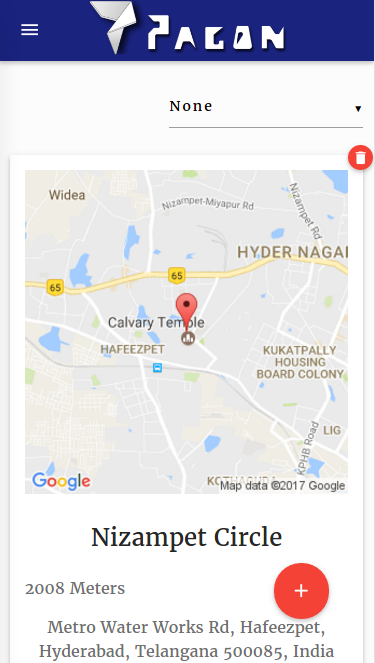 PAGON
None
Widea
Nizampet-Miyapur Rd
Nizampet Rd
HYDER NAGAR
65
65
Calvary Temple
HAFEEZPET
KUKATPALLY
HOUSING
BOARD COLONY
LIG
KPHB Road
Google
Map data ©2017 Google
Nizampet Circle
2008 Meters
+
Metro Water Works Rd, Hafeezpet,
Hyderabad, Telangana 500085, India